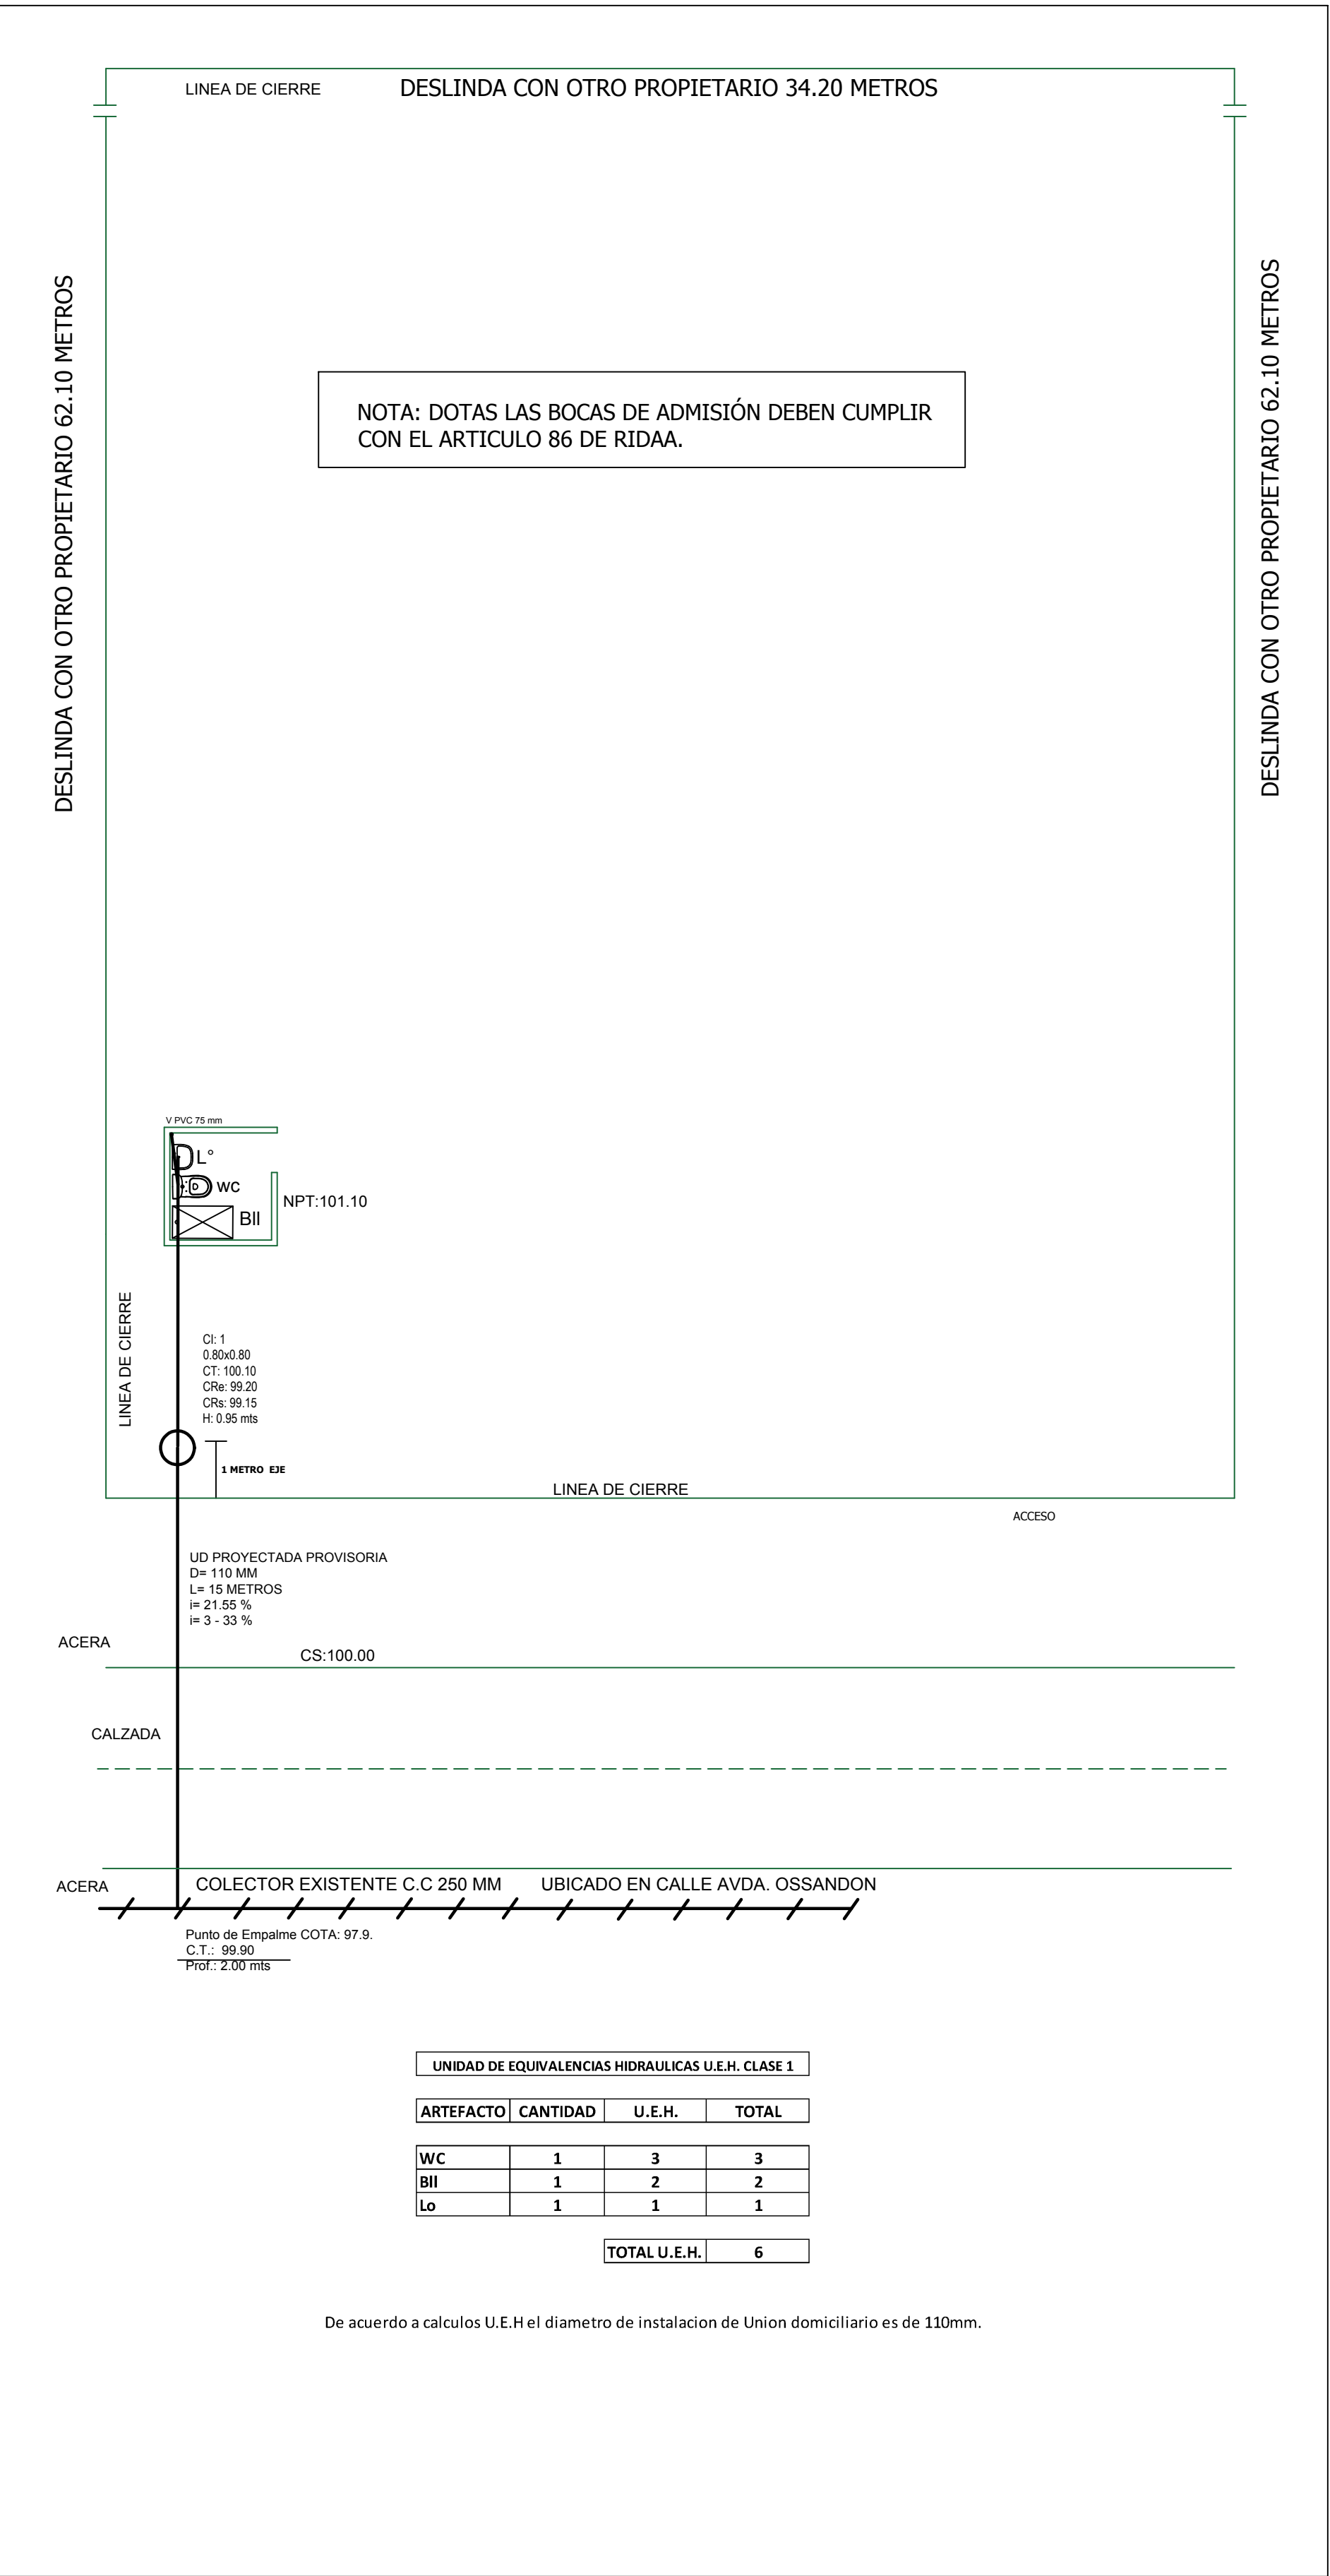 LINEA DE CIERRE
DESLINDA CON OTRO PROPIETARIO 34.20 METROS
DESLINDA CON OTRO PROPIETARIO 62.10 METROS
DESLINDA CON OTRO PROPIETARIO 62.10 METROS
NOTA: DOTAS LAS BOCAS DE ADMISIÓN DEBEN CUMPLIR
CON EL ARTICULO 86 DE RIDAA.
V PVC 75 mm
L°
D WC
Bll
NPT:101.10
LINEA DE CIERRE
CI: 1
0.80x0.80
CT: 100.10
CRe: 99.20
CRs: 99.15
H: 0.95 mts
1 METRO EJE
LINEA DE CIERRE
ACCESO
UD PROYECTADA PROVISORIA
D= 110 MM
L= 15 METROS
i= 21.55 %
i= 3 - 33 %
ACERA
CS:100.00
CALZADA
ACERA
COLECTOR EXISTENTE C.C 250 MM UBICADO EN CALLE AVDA. OSSANDON
Punto de Empalme COTA: 97.9.
C.T.: 99.90
Prof.: 2.00 mts
UNIDAD DE EQUIVALENCIAS HIDRAULICAS U.E.H. CLASE 1
ARTEFACTO CANTIDAD U.E.H. TOTAL
WC 1 3 3
Bll 1 2 2
Lo 1 1 1
TOTAL U.E.H. 6
De acuerdo a calculos U.E.H el diametro de instalacion de Union domiciliario es de 110mm.